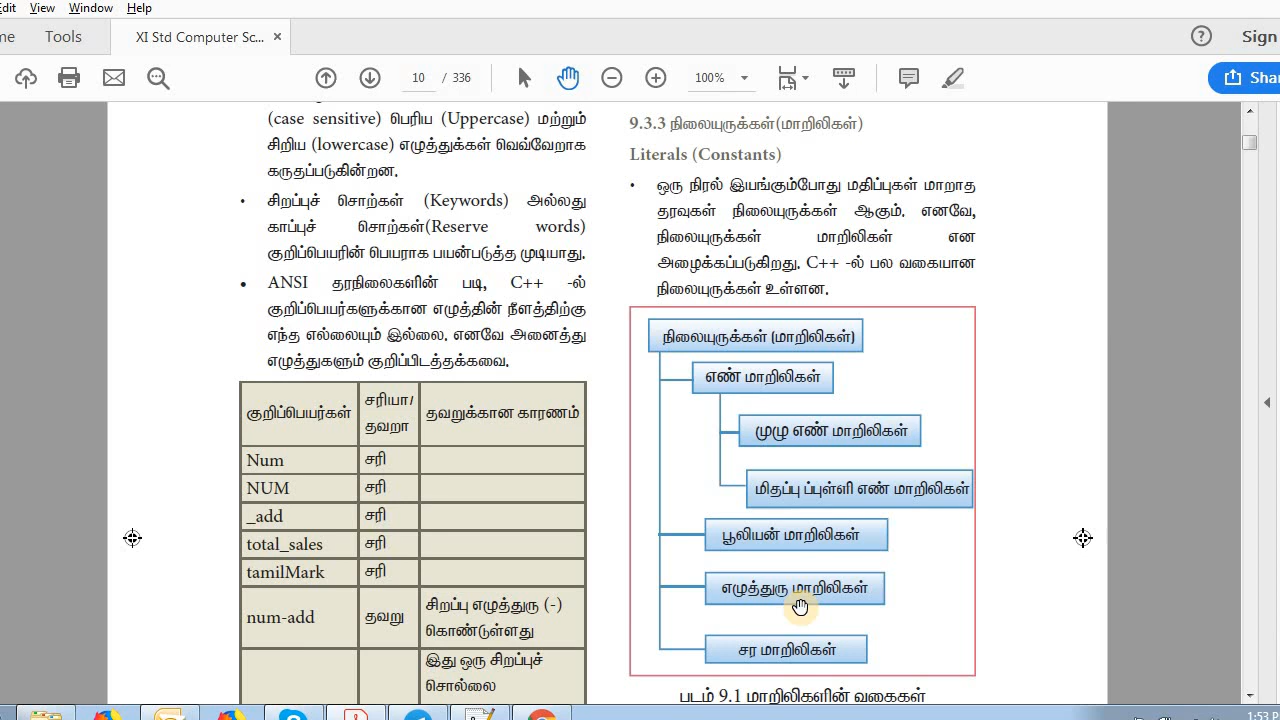 Edit View Window Help
Tools XI Std Computer Sc... × ? Sign
10 / 336 100% Shar
(case sensitive) பெரிய (Uppercase) மற்றும்
சிறிய (lowercase) எழுத்துக்கள் வெவ்வேறாக
கருதப்படுகின்றன.
• சிறப்புச் சொற்கள் (Keywords) அல்லது
காப்புச் சொற்கள்(Reserve words)
குறிப்பெயரின் பெயராக பயன்படுத்த முடியாது.
• ANSI தரநிலைகளின் படி, C++ -ல்
குறிப்பெயர்களுக்கான எழுத்தின் நீளத்திற்கு
எந்த எல்லையும் இல்லை. எனவே அனைத்து
எழுத்துகளும் குறிப்பிடத்தக்கவை.
குறிப்பெயர்கள் சரியா/ தவறுக்கான காரணம்
தவறா
Num சரி
NUM சரி
_add சரி
total_sales சரி
tamilMark சரி
num-add தவறு சிறப்பு எழுத்துரு (-)
கொண்டுள்ளது
இது ஒரு சிறப்புச்
சொல்லை
9.3.3 நிலையுருக்கள்(மாறிலிகள்)
Literals (Constants)
• ஒரு நிரல் இயங்கும்போது மதிப்புகள் மாறாத
தரவுகள் நிலையுருக்கள் ஆகும். எனவே,
நிலையுருக்கள் மாறிலிகள் என
அழைக்கப்படுகிறது. C++ -ல் பல வகையான
நிலையுருக்கள் உள்ளன.
நிலையுருக்கள் (மாறிலிகள்)
எண் மாறிலிகள்
முழு எண் மாறிலிகள்
மிதப்பு ப்புள்ளி எண் மாறிலிகள்
பூலியன் மாறிலிகள்
எழுத்துரு மாறிலிகள்
சர மாறிலிகள்
படம் 9.1 மாறிலிகளின் வகைகள்
1:53 P